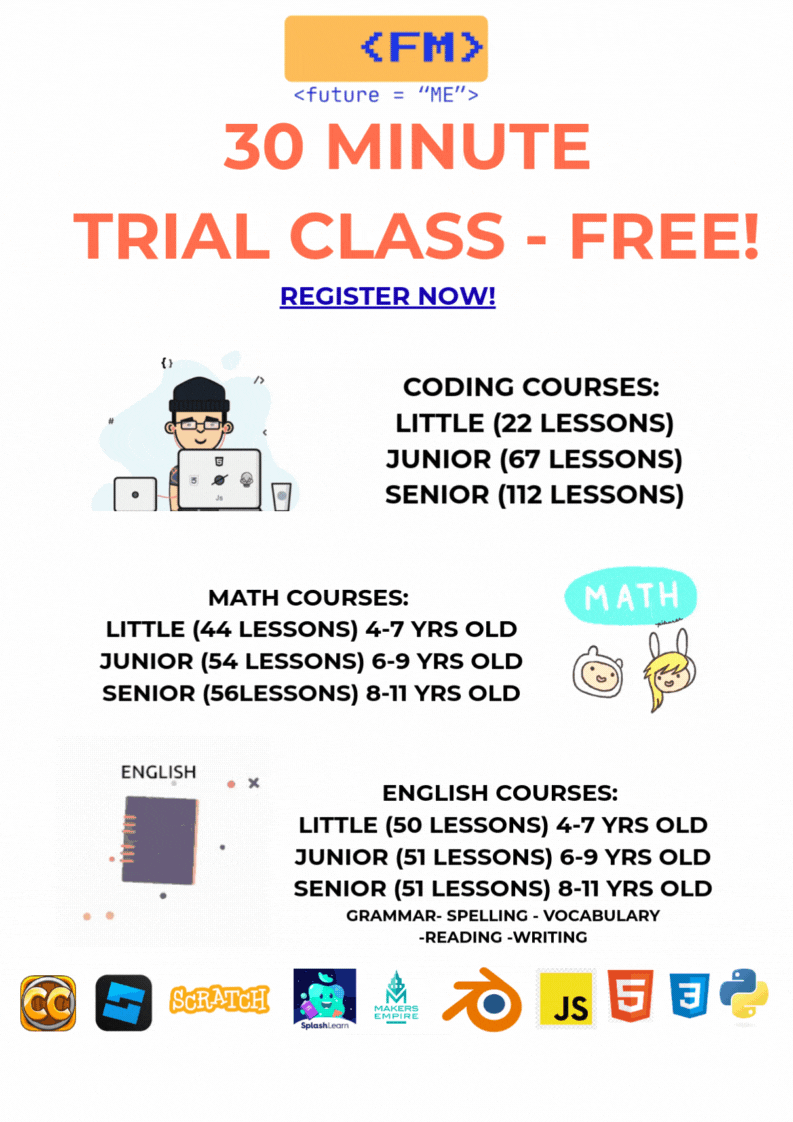 <FM>
<future = “ME”>
30 MINUTE
TRIAL CLASS - FREE!
REGISTER NOW!
{}
/>
#
<
5
JS
CODING COURSES:
LITTLE (22 LESSONS)
JUNIOR (67 LESSONS)
SENIOR (112 LESSONS)
MATH COURSES:
LITTLE (44 LESSONS) 4-7 YRS OLD
JUNIOR (54 LESSONS) 6-9 YRS OLD
SENIOR (56LESSONS) 8-11 YRS OLD
MATH
ENGLISH
ENGLISH COURSES:
LITTLE (50 LESSONS) 4-7 YRS OLD
JUNIOR (51 LESSONS) 6-9 YRS OLD
SENIOR (51 LESSONS) 8-11 YRS OLD
GRAMMAR- SPELLING - VOCABULARY
-READING -WRITING
CC
SCRATCH
SplashLearn
MAKERS
EMPIRE
JS
5
3